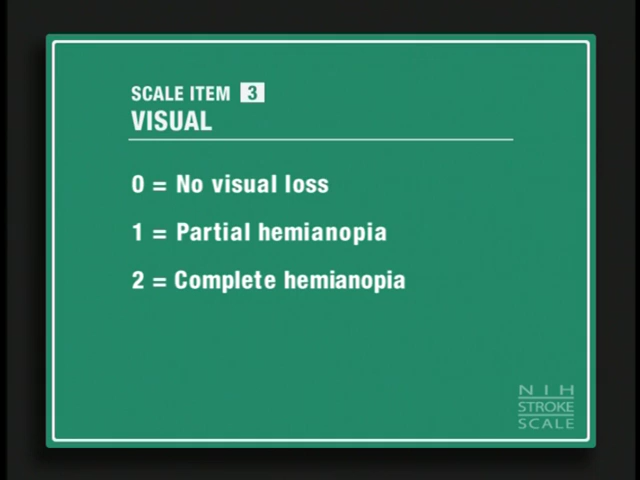 SCALE ITEM 3
VISUAL
0 = No visual loss
1 = Partial hemianopia
2 = Complete hemianopia
NIH
STROKE
SCALE